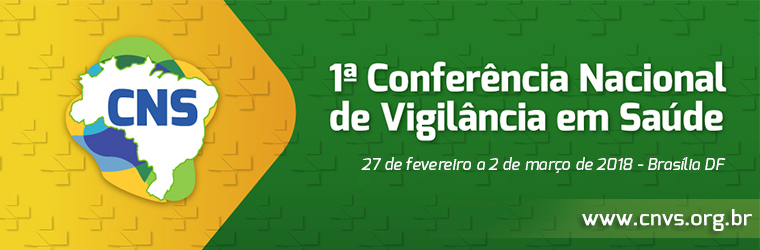 CNS
1ª Conferência Nacional
de Vigilância em Saúde
27 de fevereiro a 2 de março de 2018 - Brasília DF
www.cnvs.org.br